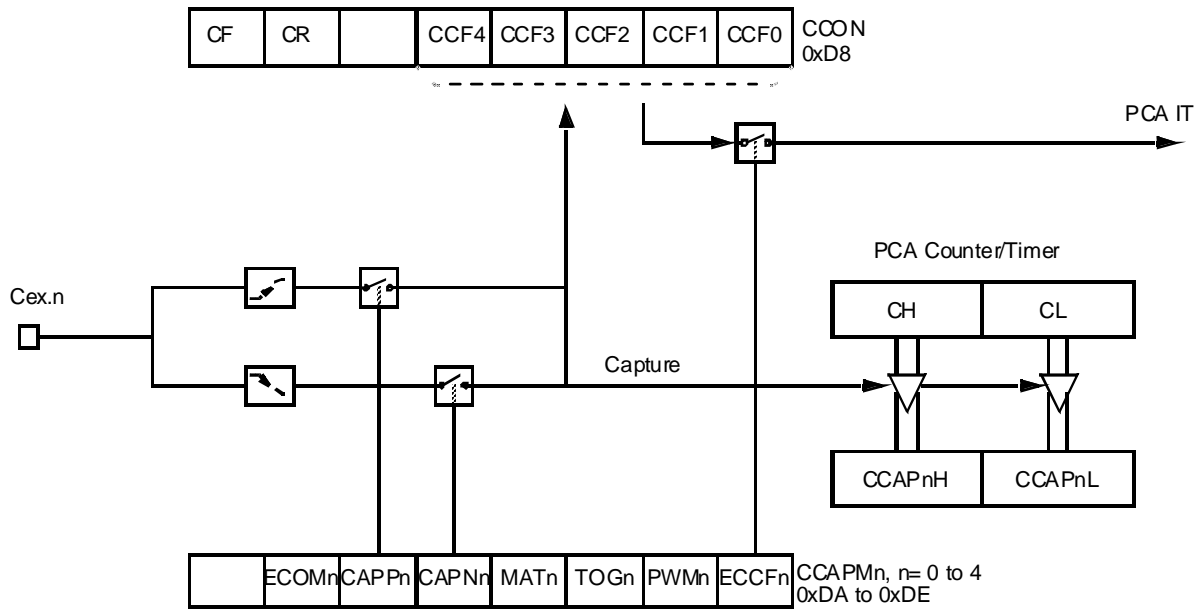 CF CR CCF4 CCF3 CCF2 CCF1 CCF0 CCON
0xD8
PCA IT
PCA Counter/Timer
Cex.n
CH CL
Capture
CCAPnH CCAPnL
ECOMn CAPPn CAPNn MATn TOGn PWMn ECCFn CCAPMn, n= 0 to 4
0xDA to 0xDE